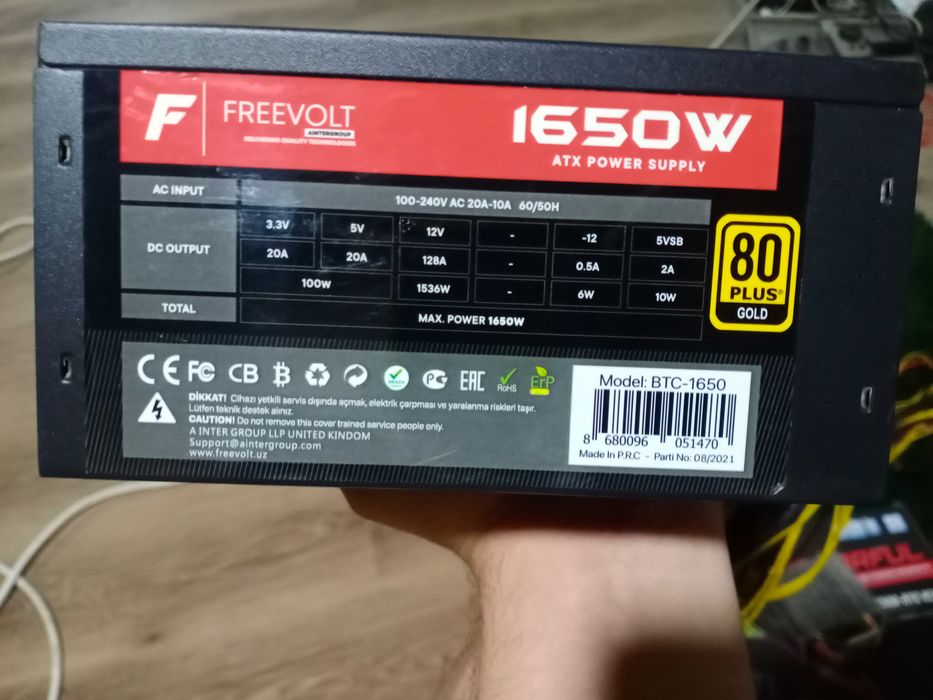 F FREEVOLT
AINTERGROUP
DELIVERING QUALITY TECHNOLOGIES
1650W
ATX POWER SUPPLY
AC INPUT 100-240V AC 20A-10A 60/50H
DC OUTPUT 3.3V 5V 12V - -12 5VSB
20A 20A 128A - 0.5A 2A
100W 1536W - 6W 10W
TOTAL MAX. POWER 1650W
80
PLUS®
GOLD
CE FC CB ₿ PG EAC RoHS ErP
DİKKAT! Cihazı yetkili servis dışında açmak, elektrik çarpması ve yaralanma riskleri taşır.
Lütfen teknik destek alınız.
CAUTION! Do not remove this cover trained service people only.
A INTER GROUP LLP UNITED KINDOM
Support@aintergroup.com
www.freevolt.uz
Model: BTC-1650
8 680096 051470
Made In P.R.C - Parti No: 08/2021